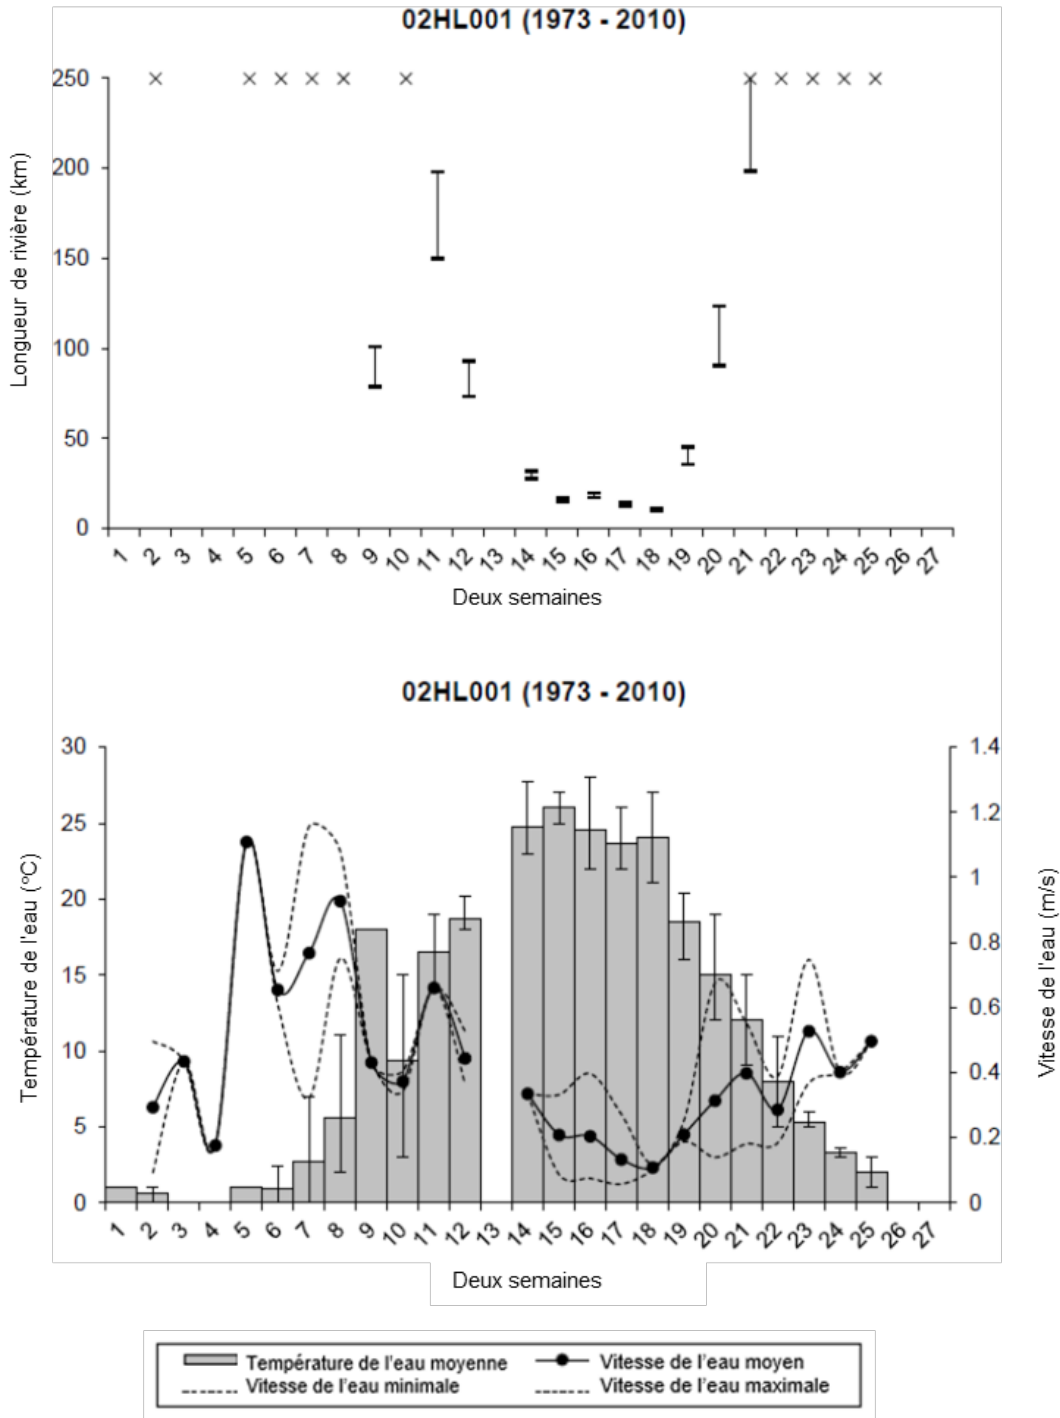 02HL001 (1973 - 2010)
Longueur de rivière (km)
250
200
150
100
50
0
1 2 3 4 5 6 7 8 9 10 11 12 13 14 15 16 17 18 19 20 21 22 23 24 25 26 27
Deux semaines
02HL001 (1973 - 2010)
Température de l'eau (°C)
30
25
20
15
10
5
0
1.4
1.2
1
0.8
0.6
0.4
0.2
0
Vitesse de l'eau (m/s)
1 2 3 4 5 6 7 8 9 10 11 12 13 14 15 16 17 18 19 20 21 22 23 24 25 26 27
Deux semaines
Température de l'eau moyenne
Vitesse de l'eau moyen
Vitesse de l'eau minimale
Vitesse de l'eau maximale